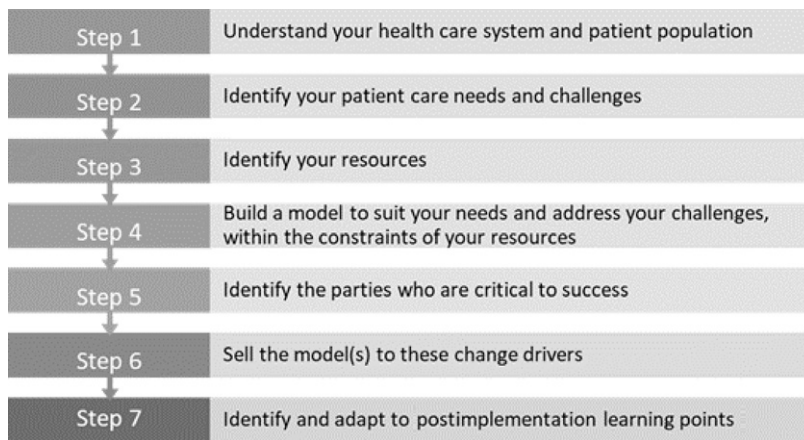 Step 1
Understand your health care system and patient population
Step 2
Identify your patient care needs and challenges
Step 3
Identify your resources
Step 4
Build a model to suit your needs and address your challenges,
within the constraints of your resources
Step 5
Identify the parties who are critical to success
Step 6
Sell the model(s) to these change drivers
Step 7
Identify and adapt to postimplementation learning points